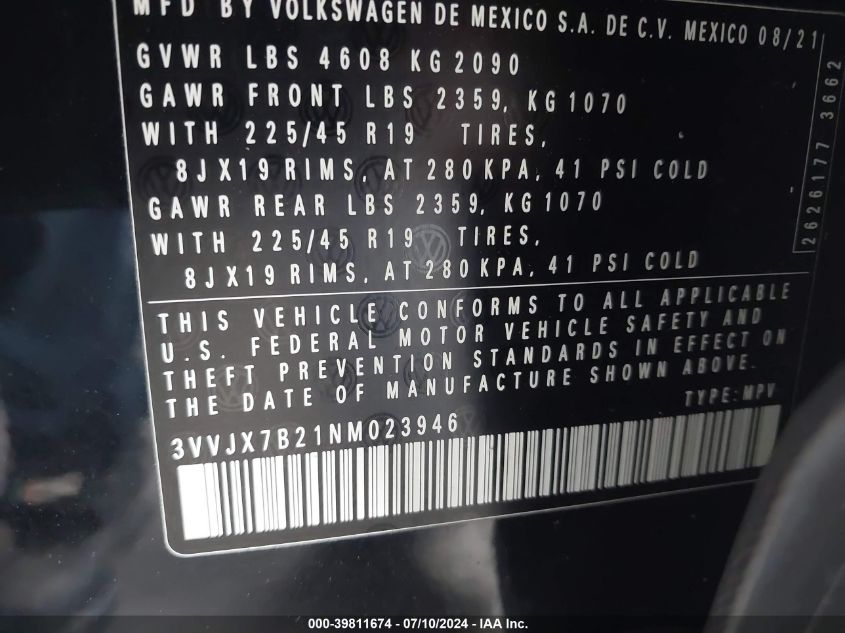 MFD BY VOLKSWAGEN DE MEXICO S.A. DE C.V. MEXICO 08/21
GVWR LBS 4608 KG 2090
GAWR FRONT LBS 2359, KG 1070
WITH 225/45 R19 TIRES,
8JX19 RIMS, AT 280 KPA, 41 PSI COLD
GAWR REAR LBS 2359, KG 1070
WITH 225/45 R19 TIRES,
8JX19 RIMS, AT 280 KPA, 41 PSI COLD
THIS VEHICLE CONFORMS TO ALL APPLICABLE
U.S. FEDERAL MOTOR VEHICLE SAFETY AND
THEFT PREVENTION STANDARDS IN EFFECT ON
THE DATE OF MANUFACTURE SHOWN ABOVE.
TYPE: MPV
3VVJX7B21NM023946
2626177 3662
000-39811674 - 07/10/2024 - IAA Inc.